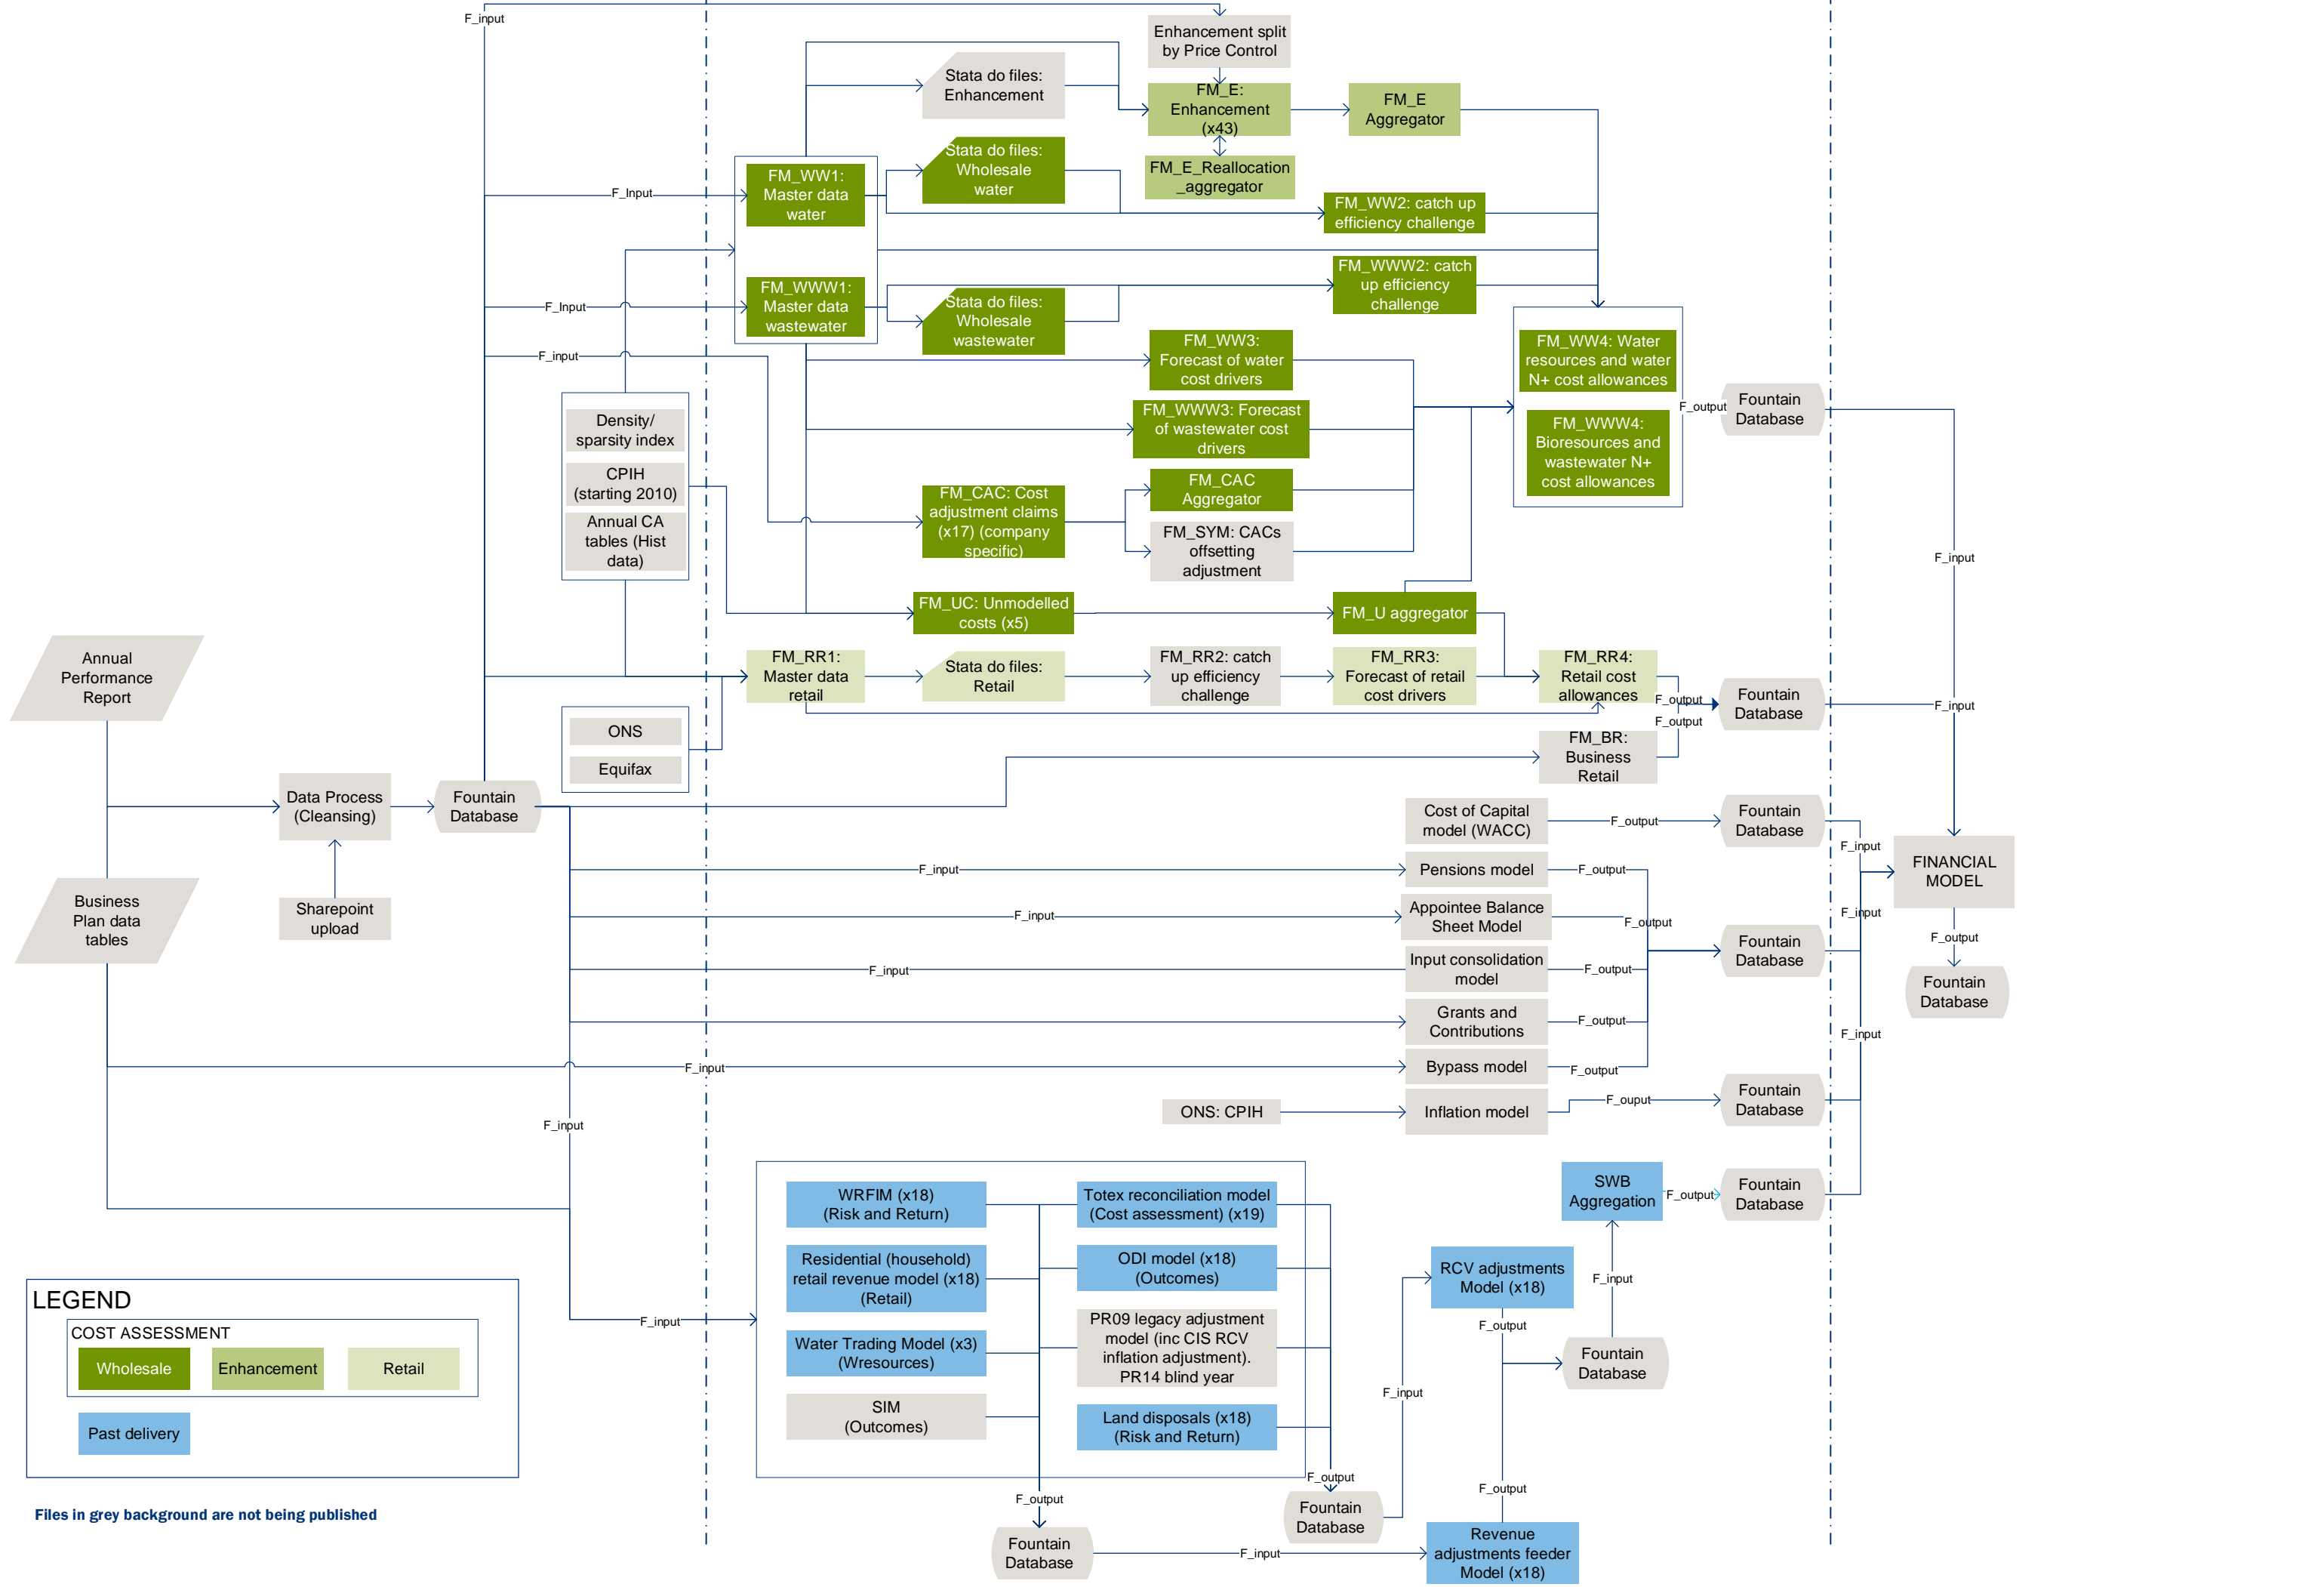 F_input
Enhancement split
by Price Control
Stata do files:
Enhancement
FM_E:
Enhancement
(x43)
FM_E
Aggregator
FM_E_Reallocation
_aggregator
F_Input
FM_WW1:
Master data
water
Stata do files:
Wholesale
water
FM_WW2: catch up
efficiency challenge
F_Input
FM_WWW1:
Master data
wastewater
Stata do files:
Wholesale
wastewater
FM_WWW2: catch
up efficiency
challenge
F_input
FM_WW3:
Forecast of water
cost drivers
FM_WWW3: Forecast
of wastewater cost
drivers
FM_WW4: Water
resources and water
N+ cost allowances
FM_WWW4:
Bioresources and
wastewater N+
cost allowances
F_output
Fountain
Database
Density/
sparsity index
CPIH
(starting 2010)
Annual CA
tables (Hist
data)
FM_CAC: Cost
adjustment claims
(x17) (company
specific)
FM_CAC
Aggregator
FM_SYM: CACs
offsetting
adjustment
F_input
FM_UC: Unmodelled
costs (x5)
FM_U aggregator
Annual
Performance
Report
FM_RR1:
Master data
retail
Stata do files:
Retail
FM_RR2: catch
up efficiency
challenge
FM_RR3:
Forecast of retail
cost drivers
FM_RR4:
Retail cost
allowances
F_output
F_output
Fountain
Database
F_input
ONS
Equifax
FM_BR:
Business
Retail
Data Process
(Cleansing)
Fountain
Database
Cost of Capital
model (WACC)
F_output
Fountain
Database
F_input
FINANCIAL
MODEL
Business
Plan data
tables
Sharepoint
upload
F_input
Pensions model
F_output
F_input
Appointee Balance
Sheet Model
F_output
F_input
F_output
Fountain
Database
Fountain
Database
F_input
Input consolidation
model
F_output
Grants and
Contributions
F_output
F_input
F_input
Bypass model
F_output
ONS: CPIH
Inflation model
F_ouput
Fountain
Database
F_input
WRFIM (x18)
(Risk and Return)
Totex reconciliation model
(Cost assessment) (x19)
SWB
Aggregation
F_output
Fountain
Database
Residential (household)
retail revenue model (x18)
(Retail)
ODI model (x18)
(Outcomes)
RCV adjustments
Model (x18)
F_input
F_input
F_output
Water Trading Model (x3)
(Wresources)
PR09 legacy adjustment
model (inc CIS RCV
inflation adjustment).
PR14 blind year
Fountain
Database
F_input
SIM
(Outcomes)
Land disposals (x18)
(Risk and Return)
F_output
F_output
F_output
Fountain
Database
Fountain
Database
F_input
Revenue
adjustments feeder
Model (x18)
LEGEND
COST ASSESSMENT
Wholesale
Enhancement
Retail
Past delivery
Files in grey background are not being published